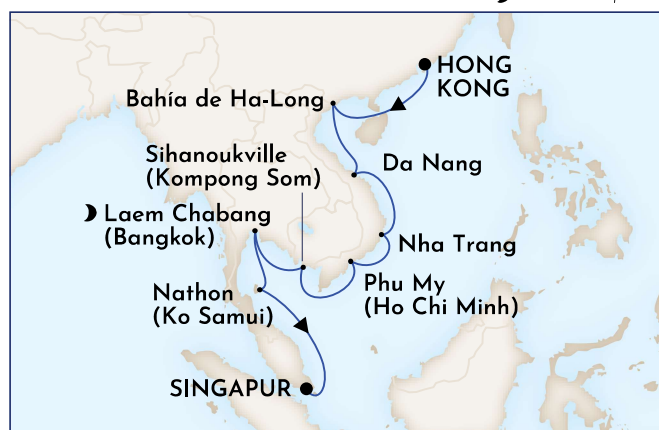 HONG
KONG
Bahía de Ha-Long
Sihanoukville
(Kompong Som)
Da Nang
Laem Chabang
(Bangkok)
Nha Trang
Nathon
(Ko Samui)
Phu My
(Ho Chi Minh)
SINGAPUR